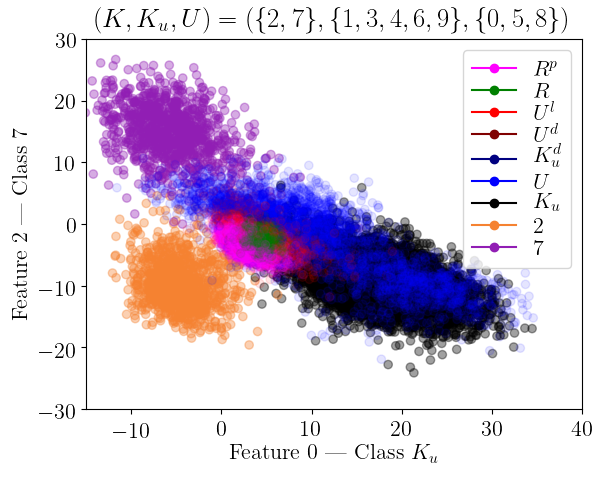 (K, K_u, U) = ({2, 7}, {1, 3, 4, 6, 9}, {0, 5, 8})
30
20
10
0
−10
−20
−30
Feature 2 — Class 7
−10
0
10
20
30
40
Feature 0 — Class K_u
R^p
R
U^l
U^d
K_u^d
U
K_u
2
7